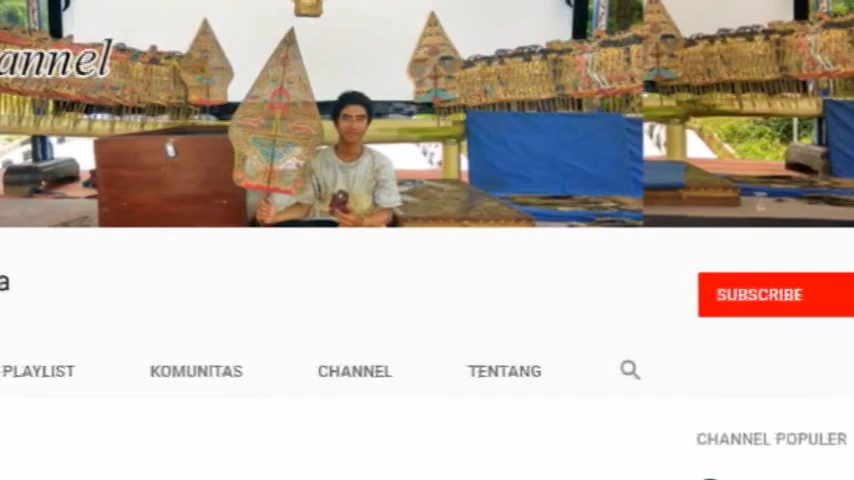 annel
a
SUBSCRIBE
PLAYLIST KOMUNITAS CHANNEL TENTANG
CHANNEL POPULER